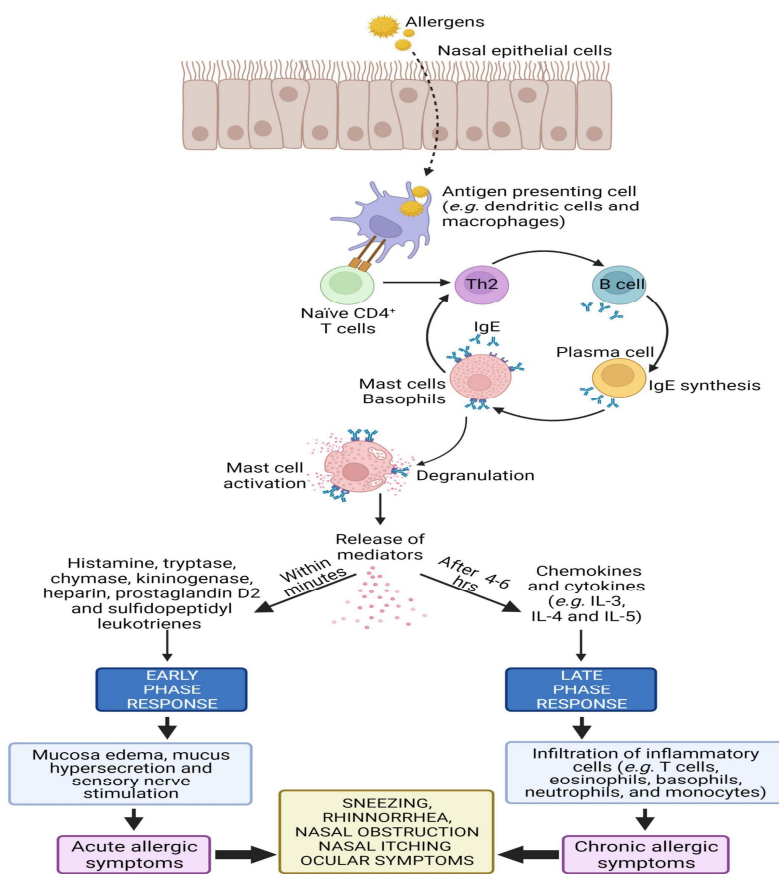 Allergens
Nasal epithelial cells
Antigen presenting cell
(e.g. dendritic cells and
macrophages)
Naïve CD4⁺
T cells
Th2
B cell
IgE
Mast cells
Basophils
Plasma cell
IgE synthesis
Mast cell
activation
Degranulation
Release of
mediators
Within
minutes
After 4-6
hrs
Histamine, tryptase,
chymase, kininogenase,
heparin, prostaglandin D2
and sulfidopeptidyl
leukotrienes
Chemokines
and cytokines
(e.g. IL-3,
IL-4 and IL-5)
EARLY
PHASE
RESPONSE
LATE
PHASE
RESPONSE
Mucosa edema, mucus
hypersecretion and
sensory nerve
stimulation
Infiltration of inflammatory
cells (e.g. T cells,
eosinophils, basophils,
neutrophils, and monocytes)
SNEEZING,
RHINNORRHEA,
NASAL OBSTRUCTION
NASAL ITCHING
OCULAR SYMPTOMS
Acute allergic
symptoms
Chronic allergic
symptoms